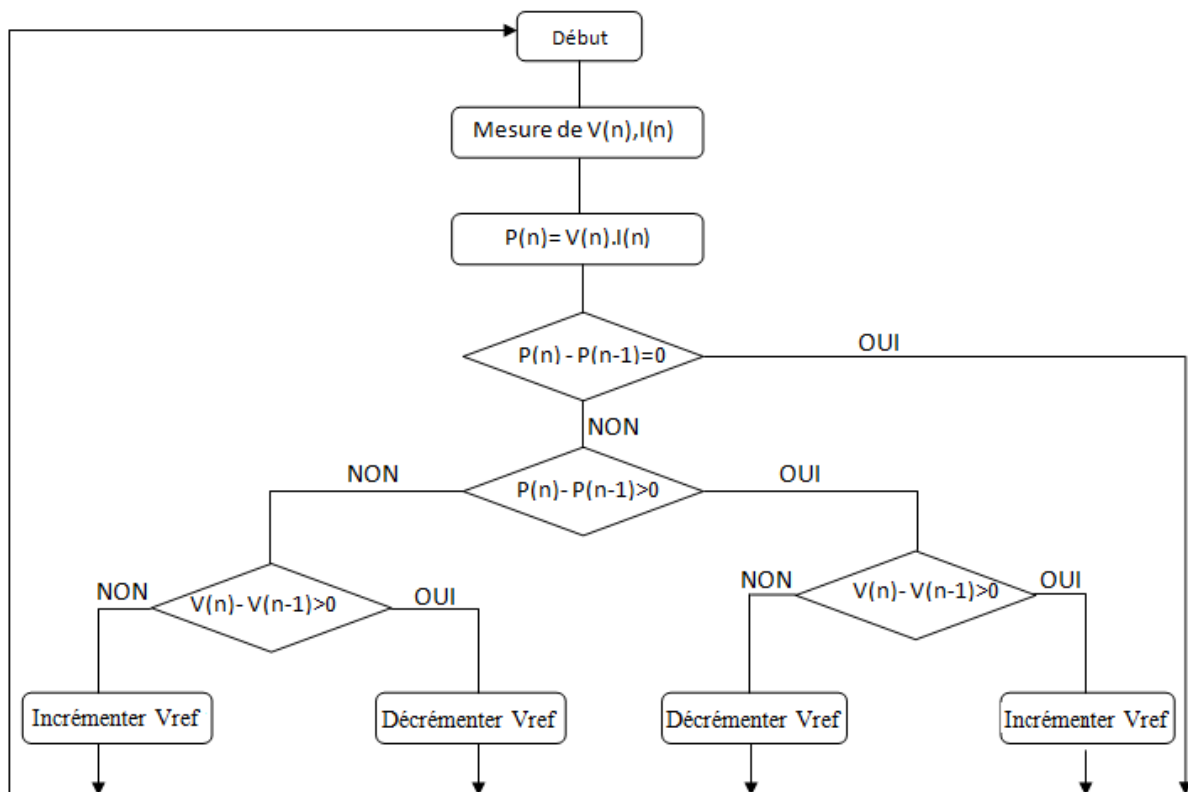 Début
Mesure de V(n),I(n)
P(n)= V(n).I(n)
P(n) - P(n-1)=0
OUI
NON
NON
P(n)- P(n-1)>0
OUI
NON
V(n)- V(n-1)>0
OUI
NON
V(n)- V(n-1)>0
OUI
Incrémenter Vref
Décrémenter Vref
Décrémenter Vref
Incrémenter Vref